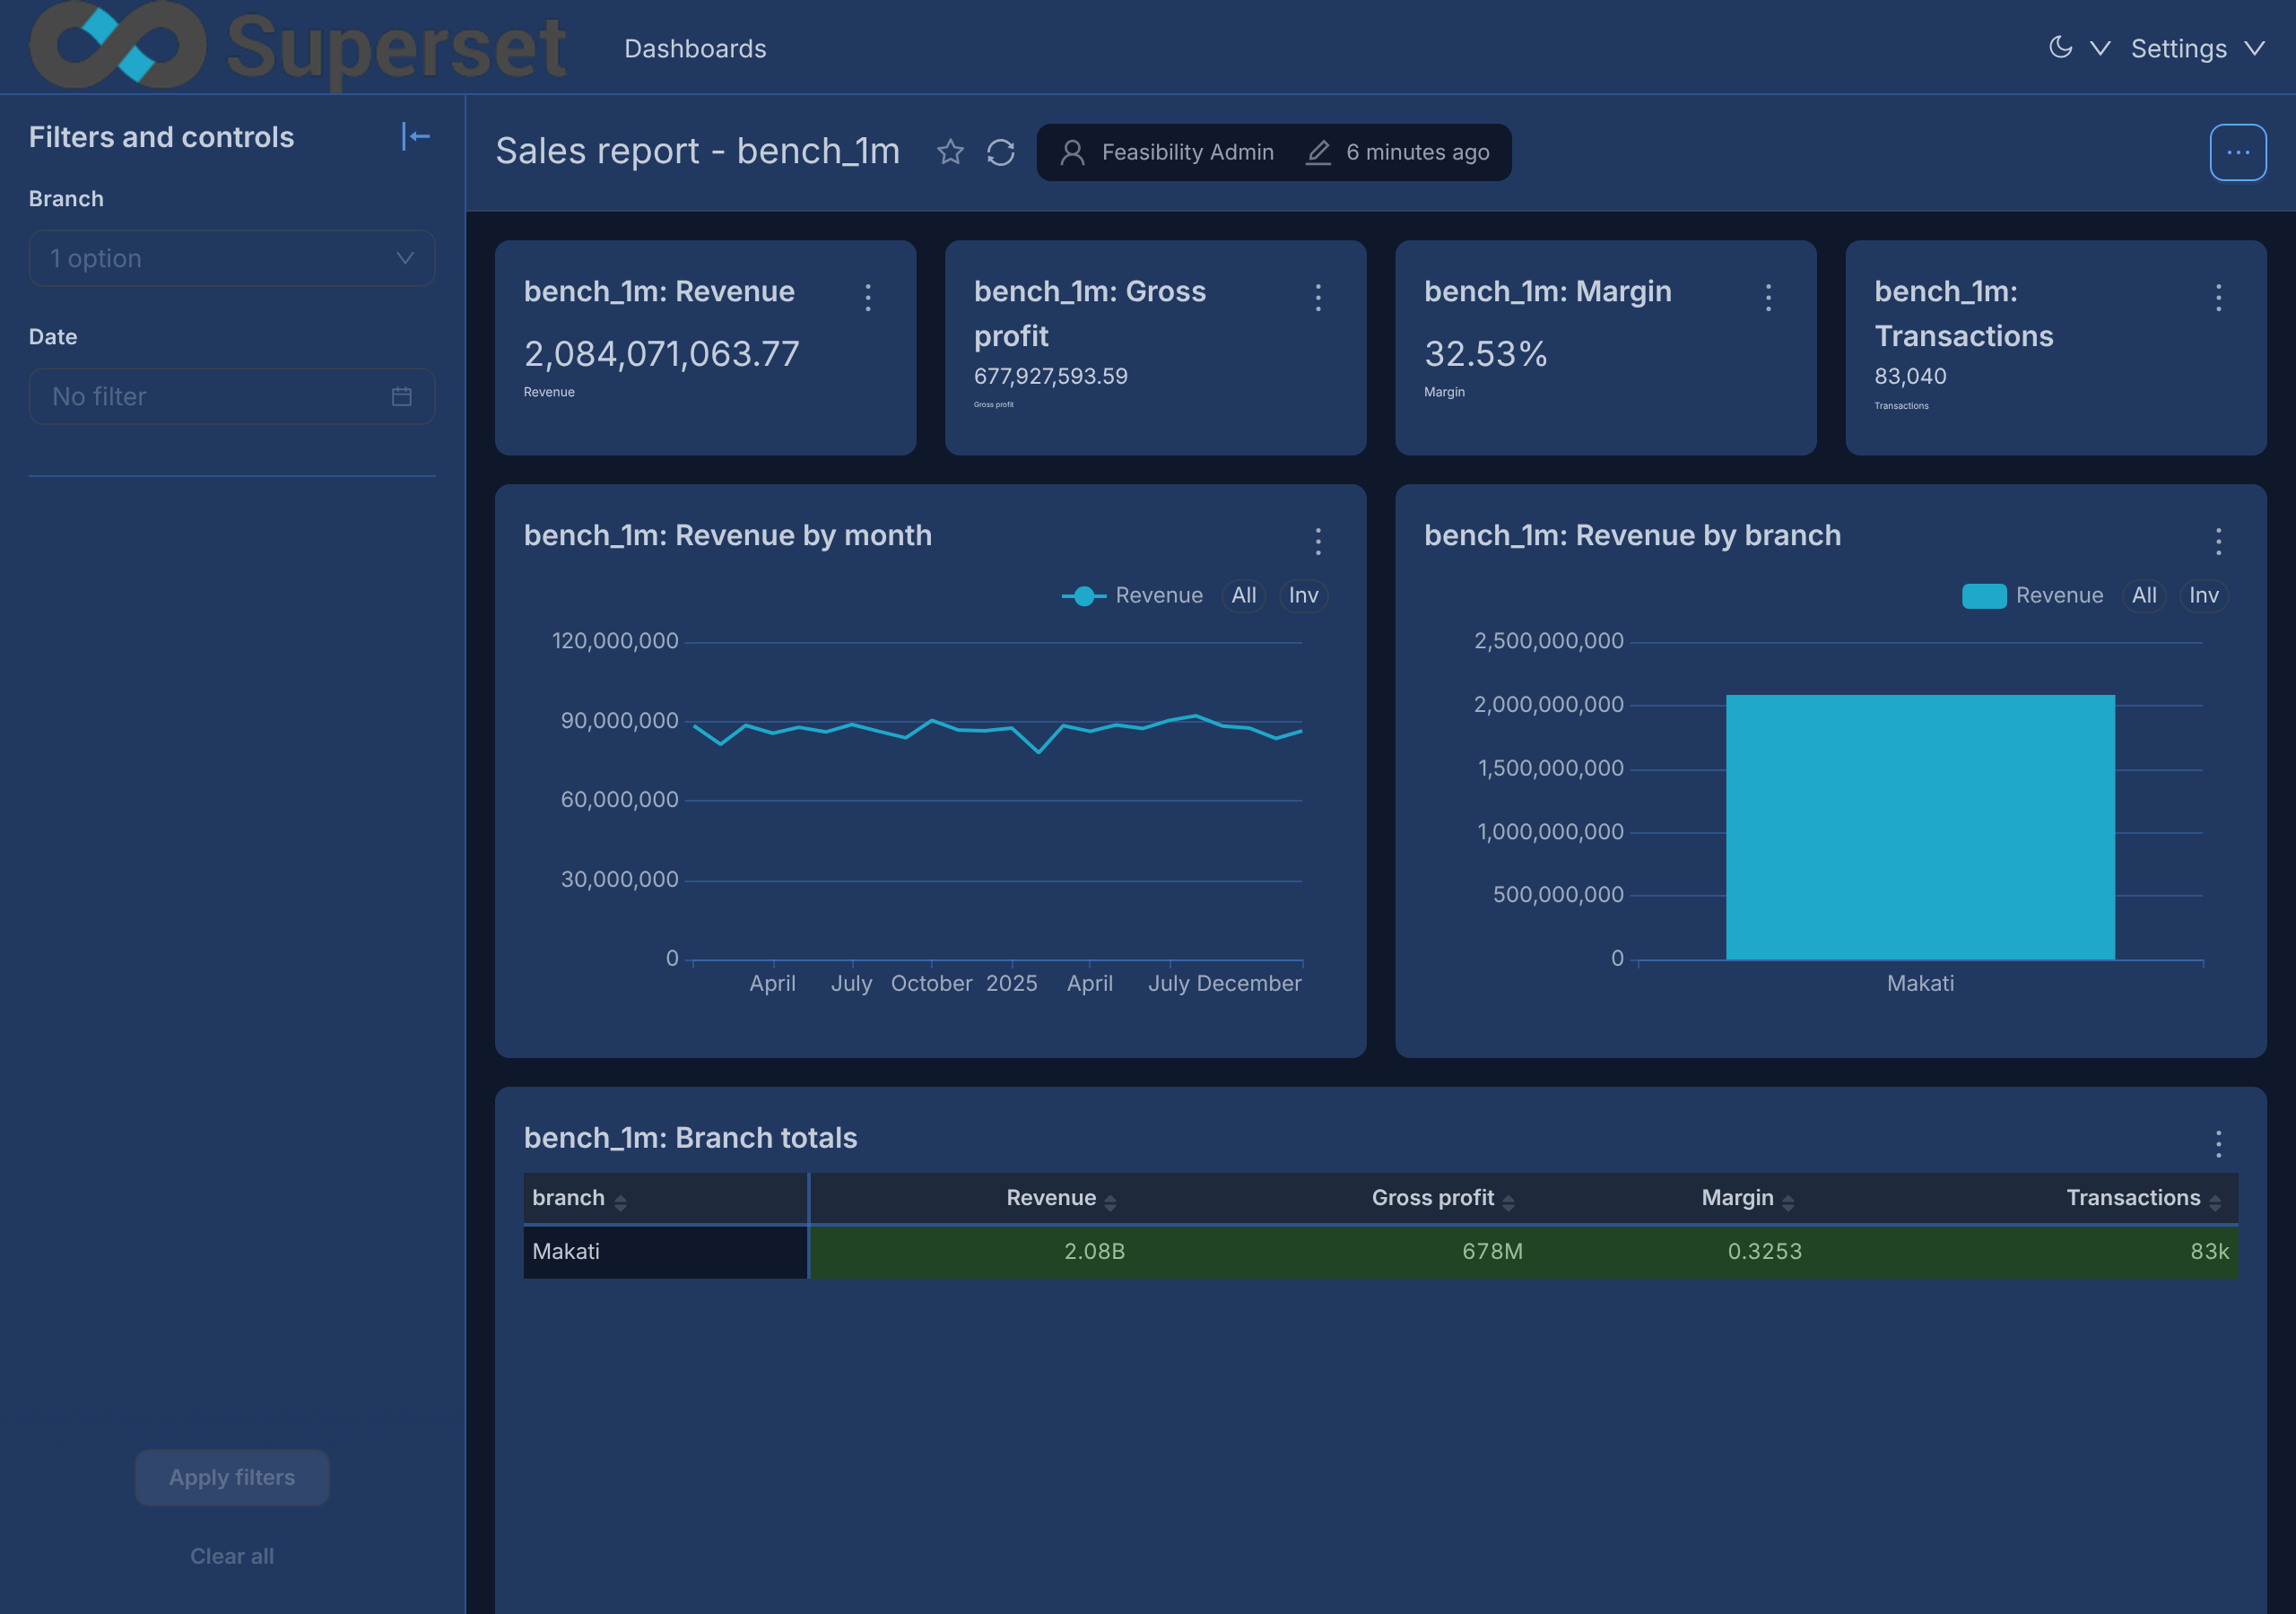 Superset
Dashboards
Settings
Filters and controls
Branch
1 option
Date
No filter
Apply filters
Clear all
Sales report - bench_1m
Feasibility Admin
6 minutes ago
bench_1m: Revenue
2,084,071,063.77
Revenue
bench_1m: Gross
profit
677,927,593.59
Gross profit
bench_1m: Margin
32.53%
Margin
bench_1m:
Transactions
83,040
Transactions
bench_1m: Revenue by month
Revenue All Inv
120,000,000
90,000,000
60,000,000
30,000,000
0
April July October 2025 April July December
bench_1m: Revenue by branch
Revenue All Inv
2,500,000,000
2,000,000,000
1,500,000,000
1,000,000,000
500,000,000
0
Makati
bench_1m: Branch totals
branch Revenue Gross profit Margin Transactions
Makati 2.08B 678M 0.3253 83k